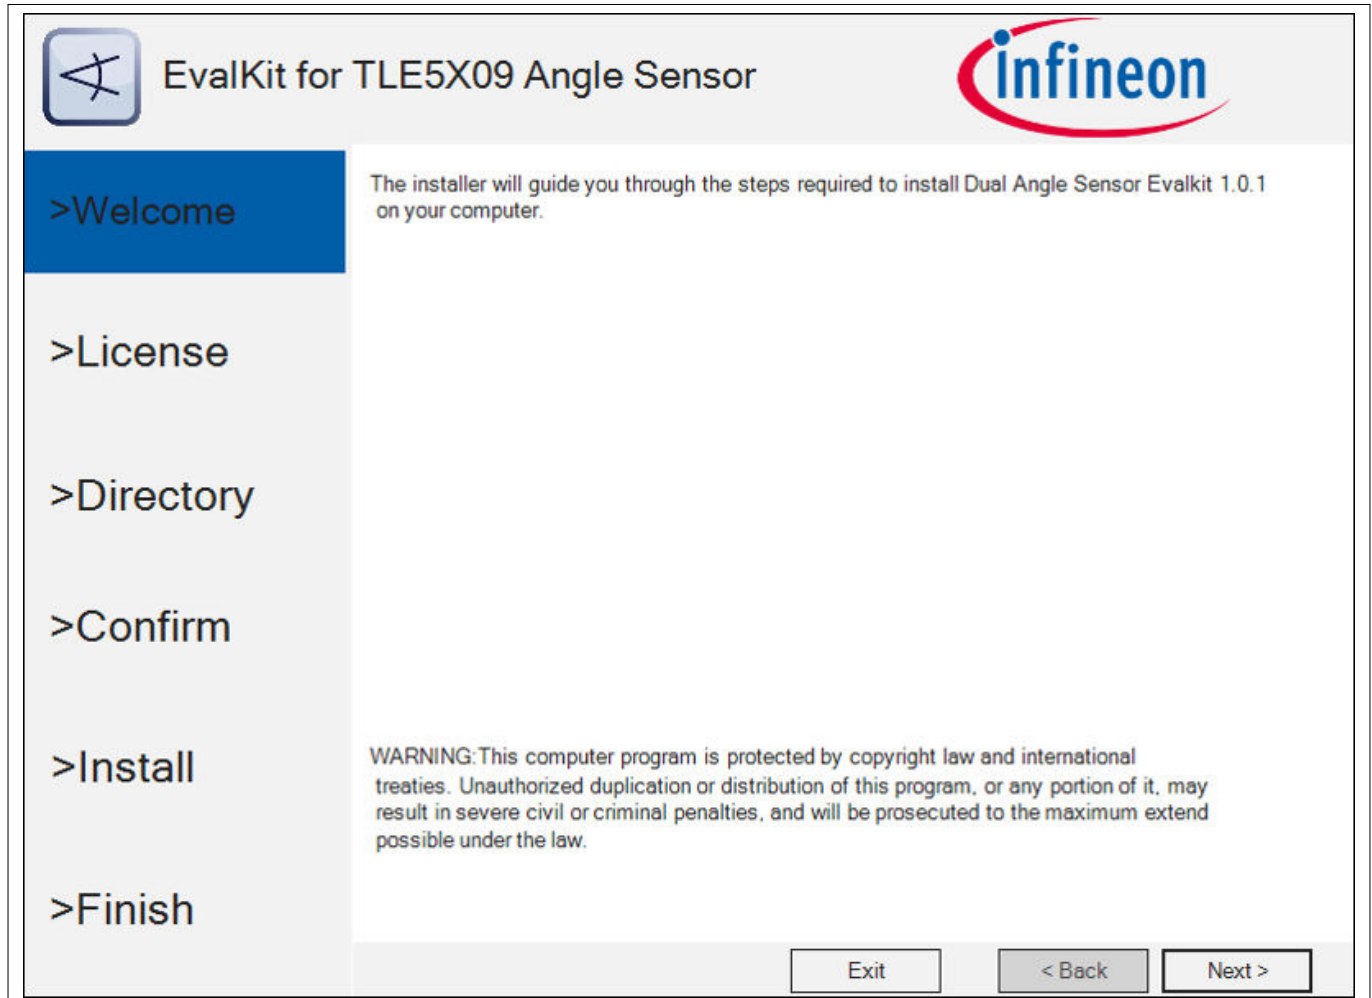 EvalKit for TLE5X09 Angle Sensor
infineon
>Welcome
The installer will guide you through the steps required to install Dual Angle Sensor Evalkit 1.0.1
on your computer.
>License
>Directory
>Confirm
>Install
WARNING:This computer program is protected by copyright law and international
treaties. Unauthorized duplication or distribution of this program, or any portion of it, may
result in severe civil or criminal penalties, and will be prosecuted to the maximum extend
possible under the law.
>Finish
Exit
< Back
Next >